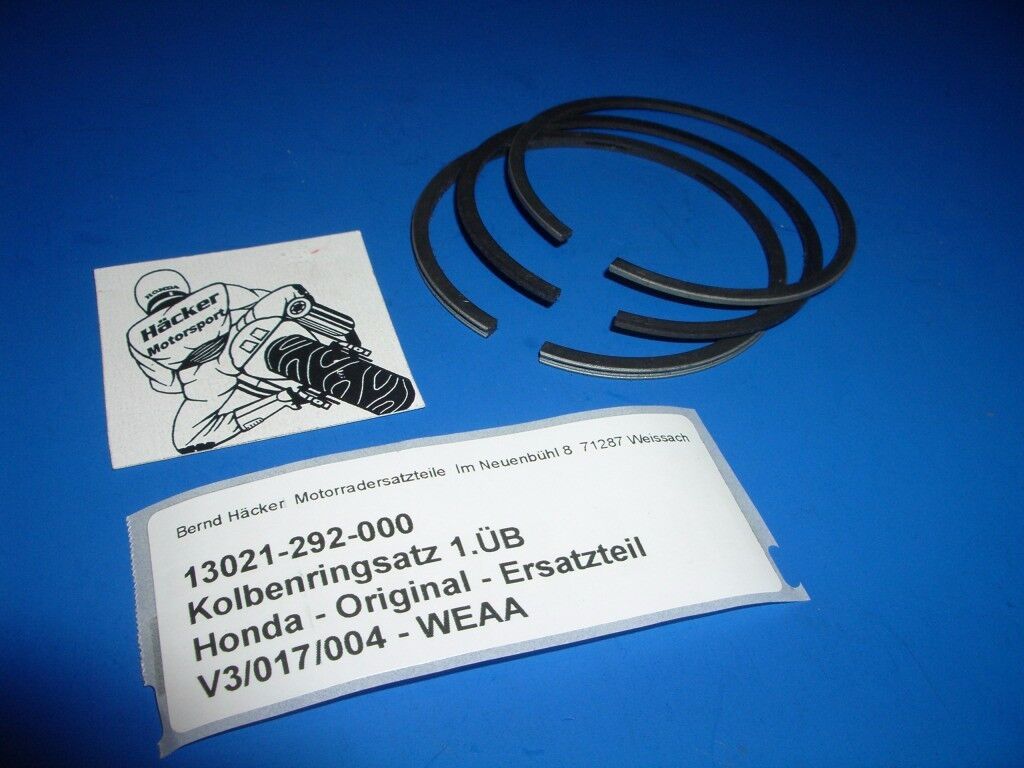 HONDA
Häcker
Motorsport
Bernd Häcker Motorradersatzteile Im Neuenbühl 8 71287 Weissach
13021-292-000
Kolbenringsatz 1.ÜB
Honda - Original - Ersatzteil
V3/017/004 - WEAA